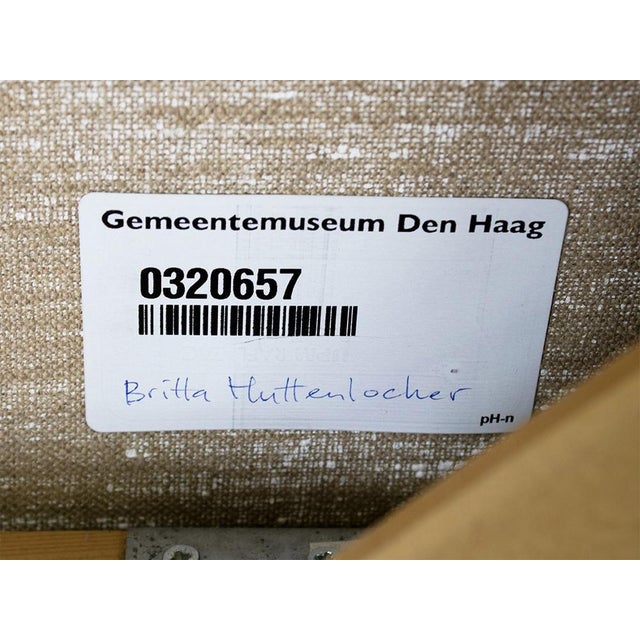 Gemeentemuseum Den Haag
0320657
Britta Huttenlocher
pH-n